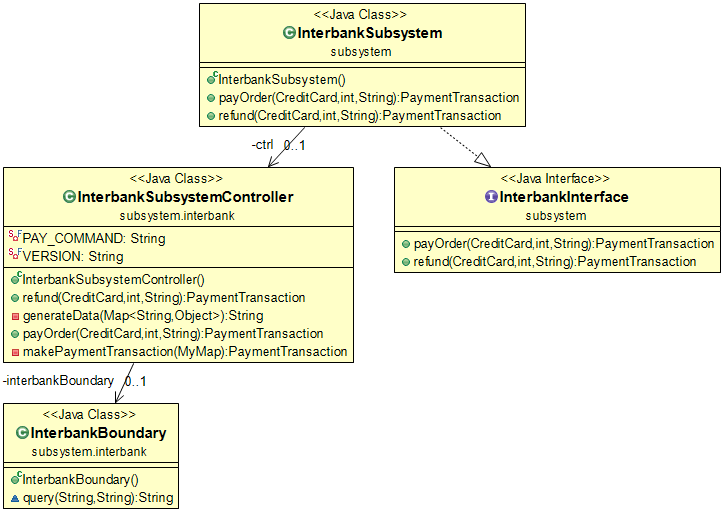 <<Java Class>>
InterbankSubsystem
subsystem
InterbankSubsystem()
payOrder(CreditCard,int,String):PaymentTransaction
refund(CreditCard,int,String):PaymentTransaction
-ctrl 0..1
<<Java Class>>
InterbankSubsystemController
subsystem.interbank
PAY_COMMAND: String
VERSION: String
InterbankSubsystemController()
refund(CreditCard,int,String):PaymentTransaction
generateData(Map<String,Object>):String
payOrder(CreditCard,int,String):PaymentTransaction
makePaymentTransaction(MyMap):PaymentTransaction
<<Java Interface>>
InterbankInterface
subsystem
payOrder(CreditCard,int,String):PaymentTransaction
refund(CreditCard,int,String):PaymentTransaction
-interbankBoundary 0..1
<<Java Class>>
InterbankBoundary
subsystem.interbank
InterbankBoundary()
query(String,String):String